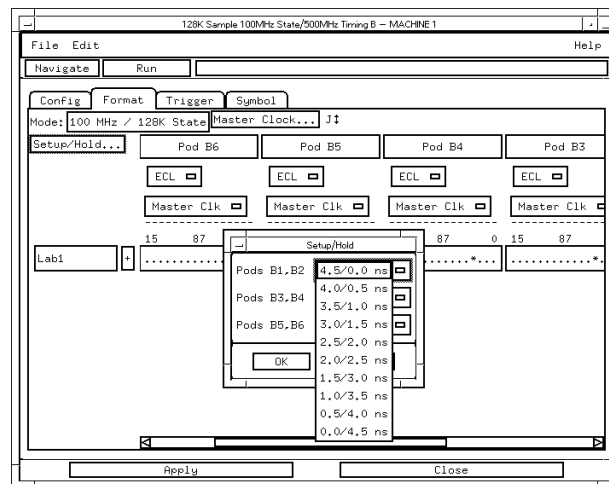 128K Sample 100MHz State/500MHz Timing B – MACHINE 1
File Edit Help
Navigate Run
Config Format Trigger Symbol
Mode: 100 MHz / 128K State Master Clock... J↕
Setup/Hold... Pod B6 Pod B5 Pod B4 Pod B3
ECL ECL ECL ECL
Master Clk Master Clk Master Clk Master Clk
15 87 87 0 15 87
Setup/Hold
Lab1 + ........... .....*... ...........*.
Pods B1,B2 4.5/0.0 ns
4.0/0.5 ns
Pods B3,B4 3.5/1.0 ns
3.0/1.5 ns
Pods B5,B6 2.5/2.0 ns
OK 2.0/2.5 ns
1.5/3.0 ns
1.0/3.5 ns
0.5/4.0 ns
0.0/4.5 ns
Apply Close